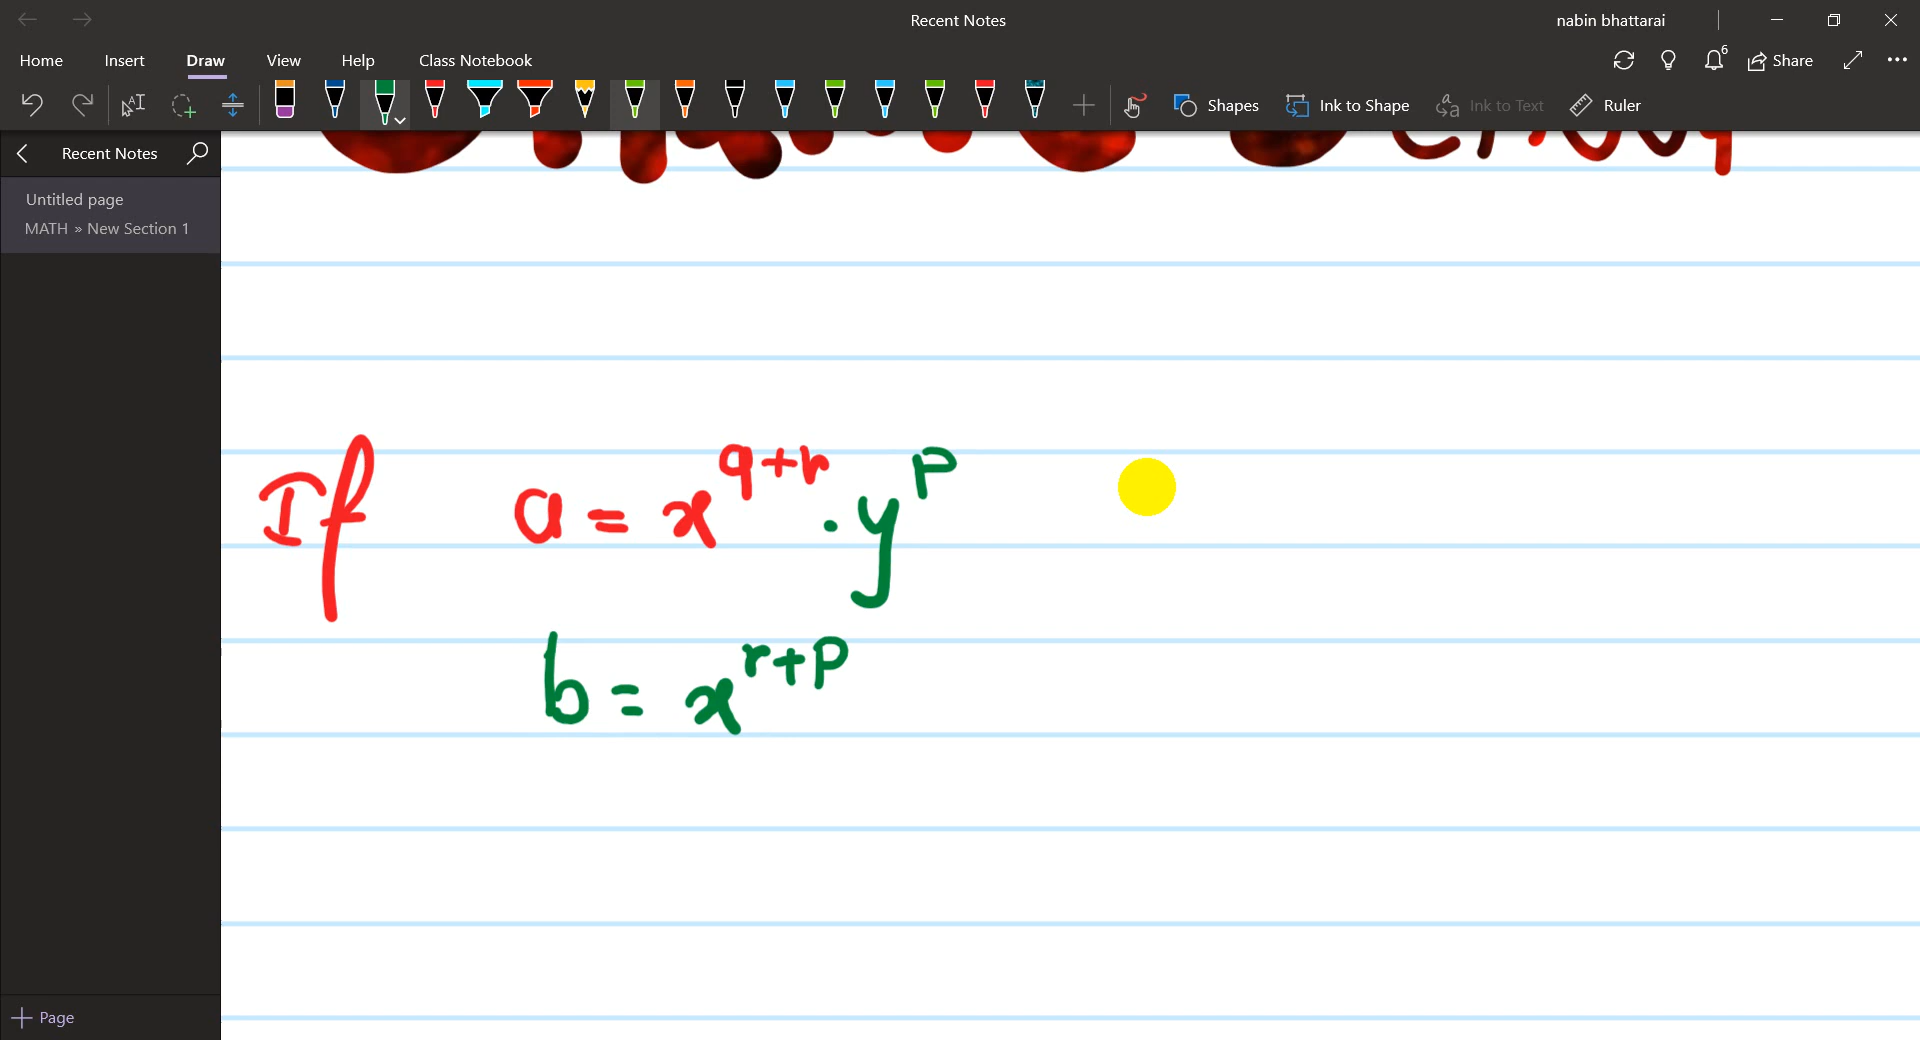 Recent Notes
nabin bhattarai
Home Insert Draw View Help Class Notebook
6
Share
Shapes
Ink to Shape
Ink to Text
Ruler
Recent Notes
Untitled page
MATH » New Section 1
If a = x^{q+r} . y^{p}
b = x^{r+p}
Page